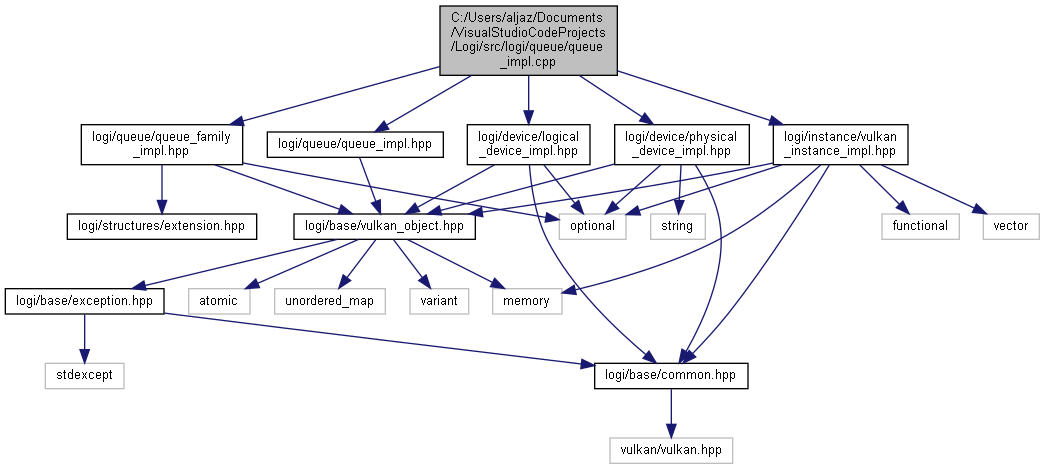 C:/Users/aljaz/Documents
/VisualStudioCodeProjects
/Logi/src/logi/queue/queue
_impl.cpp
logi/queue/queue_family
_impl.hpp
logi/queue/queue_impl.hpp
logi/device/logical
_device_impl.hpp
logi/device/physical
_device_impl.hpp
logi/instance/vulkan
_instance_impl.hpp
logi/structures/extension.hpp
logi/base/vulkan_object.hpp
optional
string
functional
vector
logi/base/exception.hpp
atomic
unordered_map
variant
memory
stdexcept
logi/base/common.hpp
vulkan/vulkan.hpp